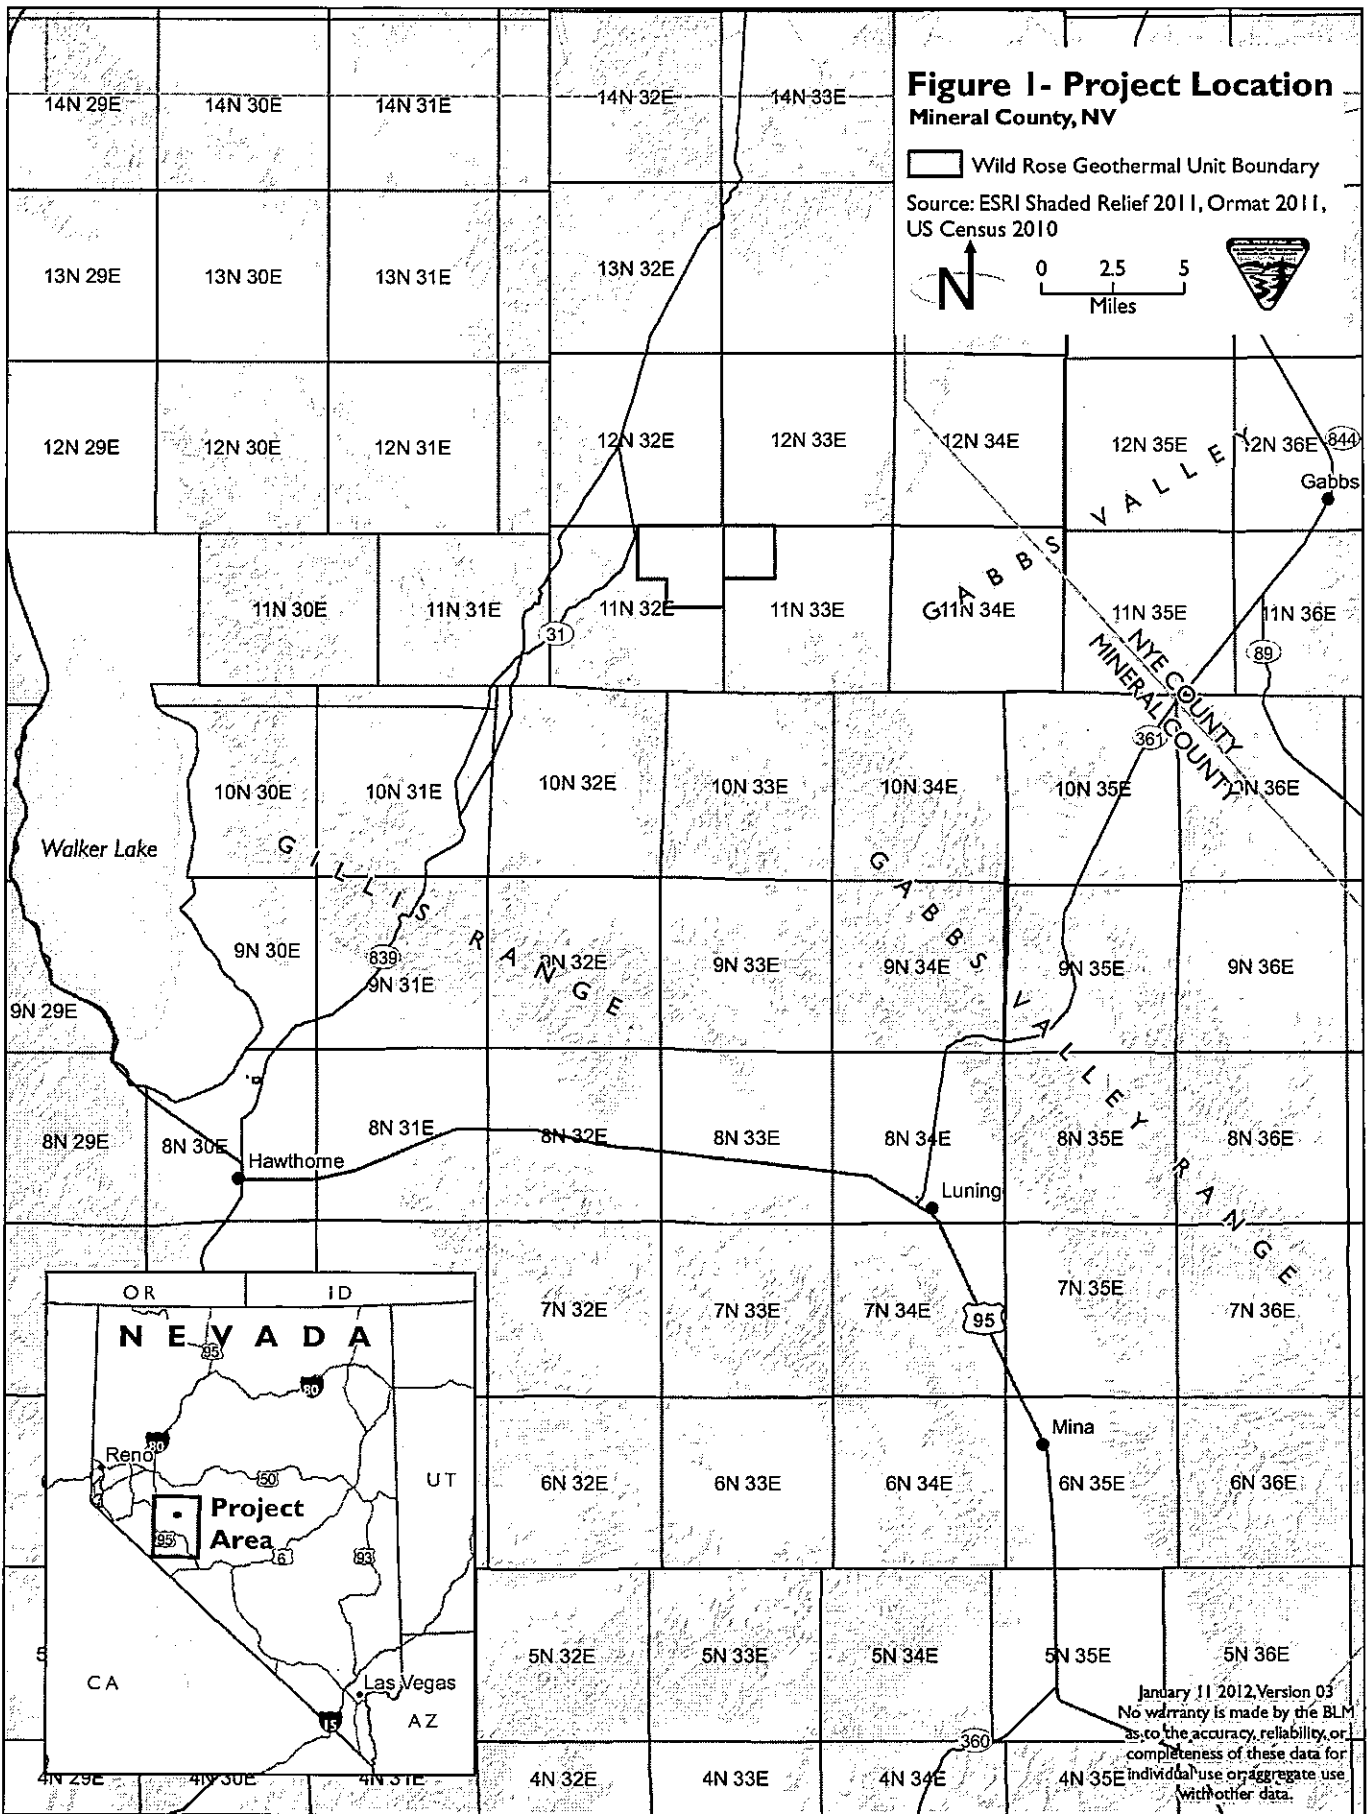 Figure 1- Project Location
Mineral County, NV
Wild Rose Geothermal Unit Boundary
Source: ESRI Shaded Relief 2011, Ormat 2011,
US Census 2010
N
0 2.5 5
Miles
14N 29E 14N 30E 14N 31E 14N 32E 14N 33E
13N 29E 13N 30E 13N 31E 13N 32E
12N 29E 12N 30E 12N 31E 12N 32E 12N 33E 12N 34E 12N 35E 12N 36E 844
Gabbs
GABBS VALLEY
11N 30E 11N 31E 11N 32E 11N 33E 11N 34E 11N 35E 11N 36E
31
89
NYE COUNTY
MINERAL COUNTY
361
10N 30E 10N 31E 10N 32E 10N 33E 10N 34E 10N 35E 10N 36E
Walker Lake
GILLIS RANGE
GABBS VALLEY RANGE
9N 29E 9N 30E 9N 31E 9N 32E 9N 33E 9N 34E 9N 35E 9N 36E
839
8N 29E 8N 30E 8N 31E 8N 32E 8N 33E 8N 34E 8N 35E 8N 36E
Hawthorne
Luning
7N 32E 7N 33E 7N 34E 7N 35E 7N 36E
95
Mina
6N 32E 6N 33E 6N 34E 6N 35E 6N 36E
5N 32E 5N 33E 5N 34E 5N 35E 5N 36E
360
4N 29E 4N 30E 4N 31E 4N 32E 4N 33E 4N 34E 4N 35E
OR ID
NEVADA
95
80
80
Reno
50
UT
Project
Area
95
6
93
CA
Las Vegas
15
AZ
January 11 2012, Version 03
No warranty is made by the BLM
as to the accuracy, reliability, or
completeness of these data for
individual use or aggregate use
with other data.